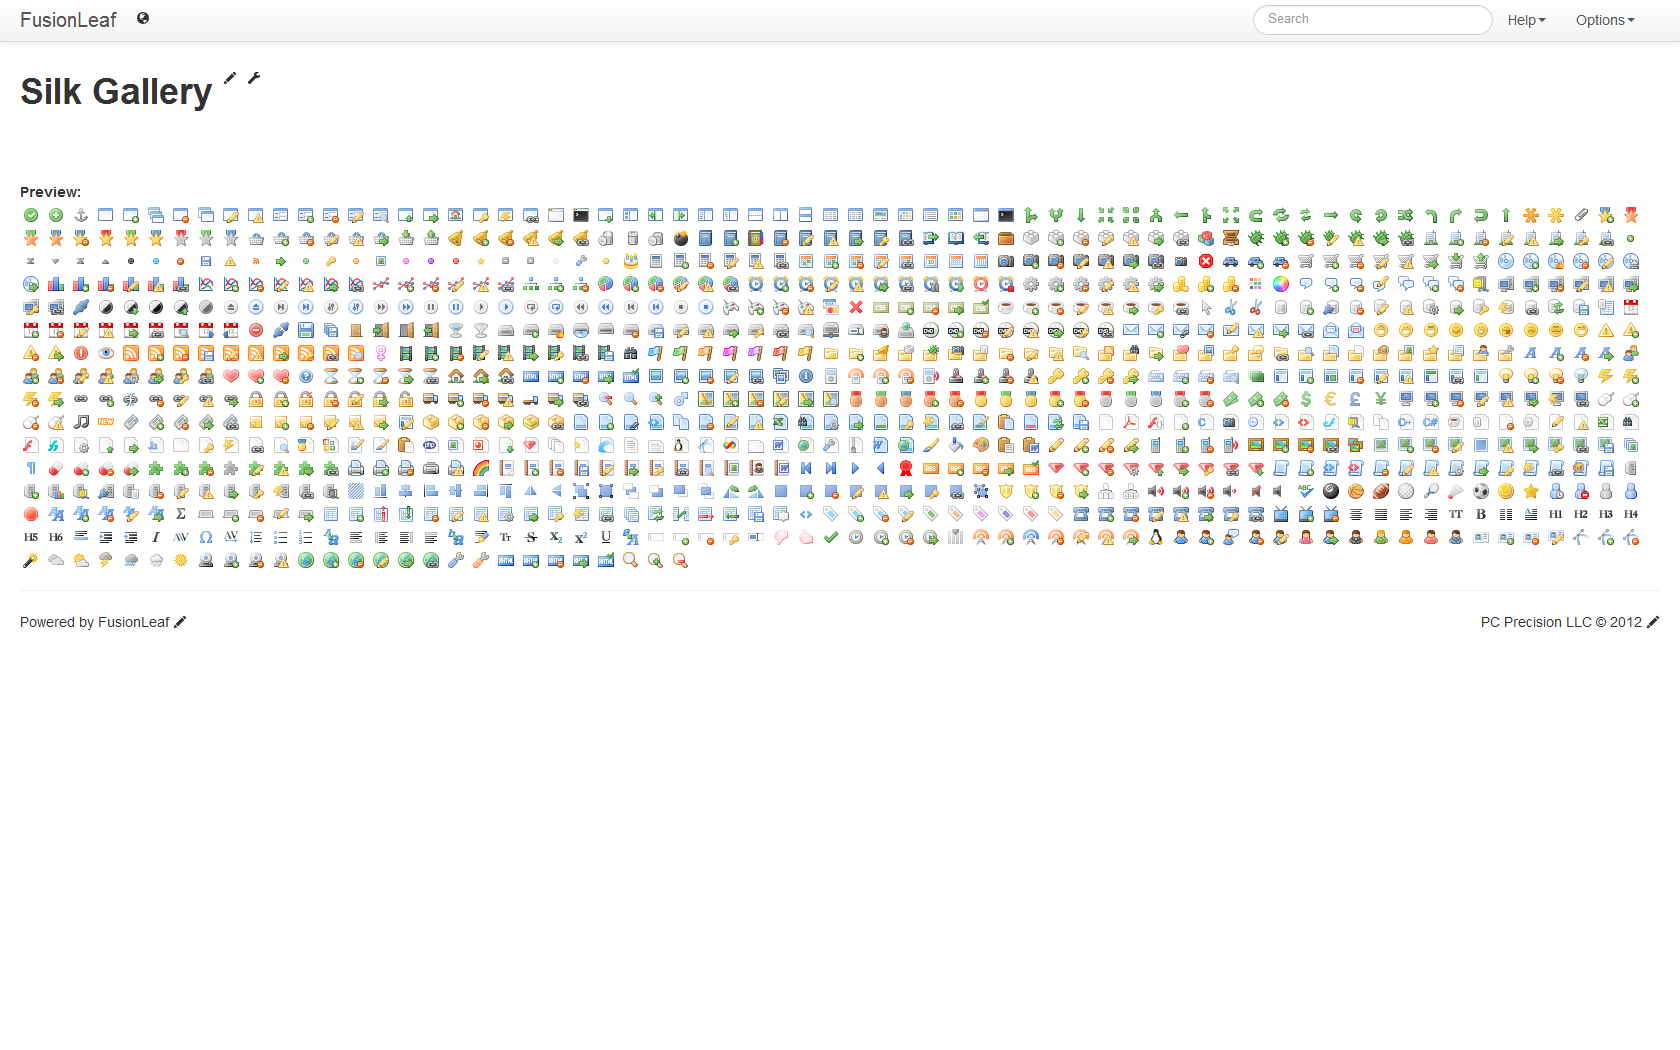 FusionLeaf
Search
Help
Options
Silk Gallery
Preview:
Powered by FusionLeaf
PC Precision LLC © 2012